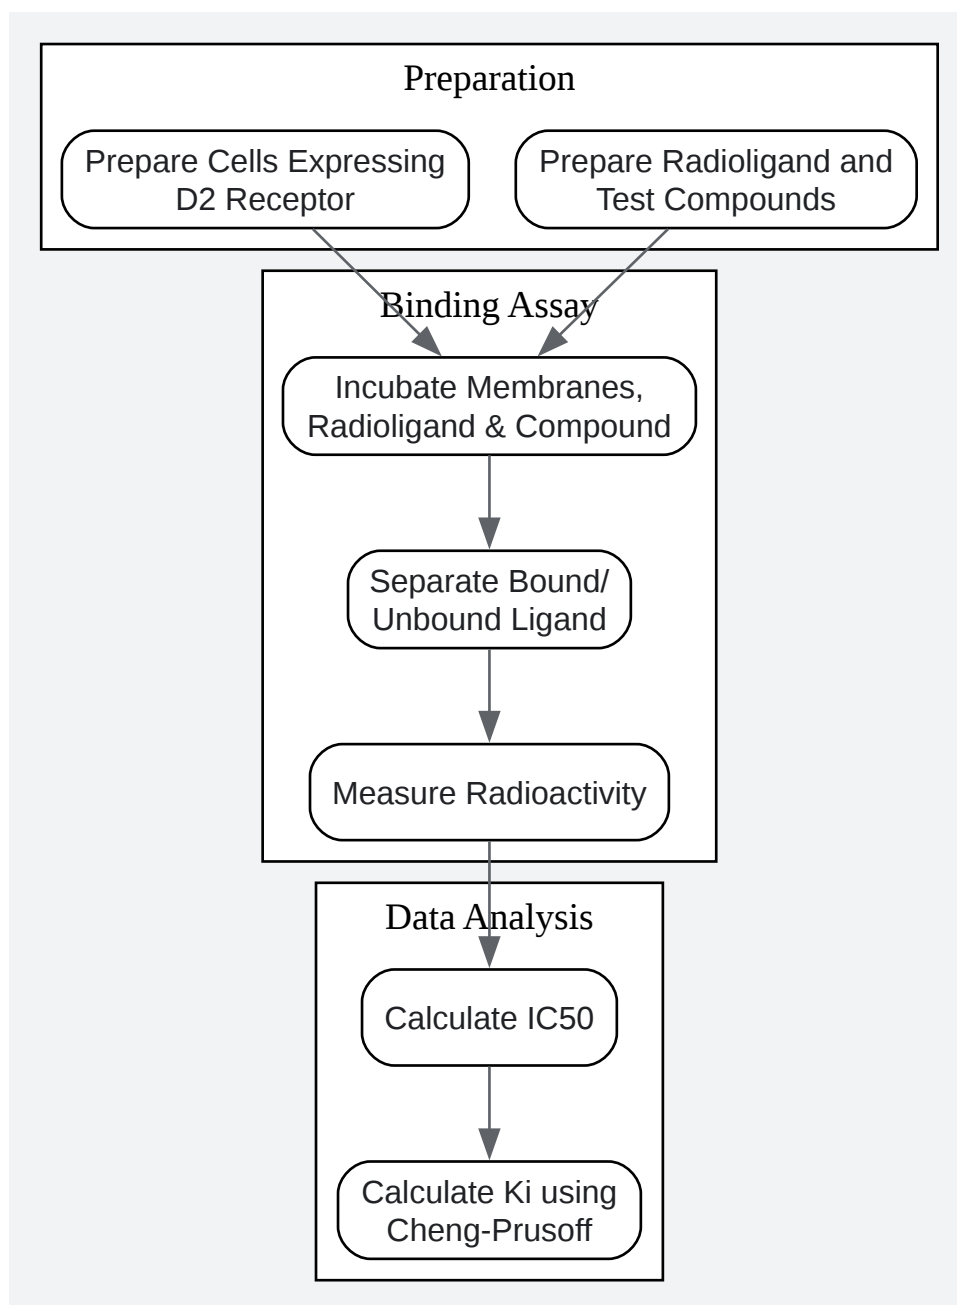 Preparation
Prepare Cells Expressing
D2 Receptor
Prepare Radioligand and
Test Compounds
Binding Assay
Incubate Membranes,
Radioligand & Compound
Separate Bound/
Unbound Ligand
Measure Radioactivity
Data Analysis
Calculate IC50
Calculate Ki using
Cheng-Prusoff